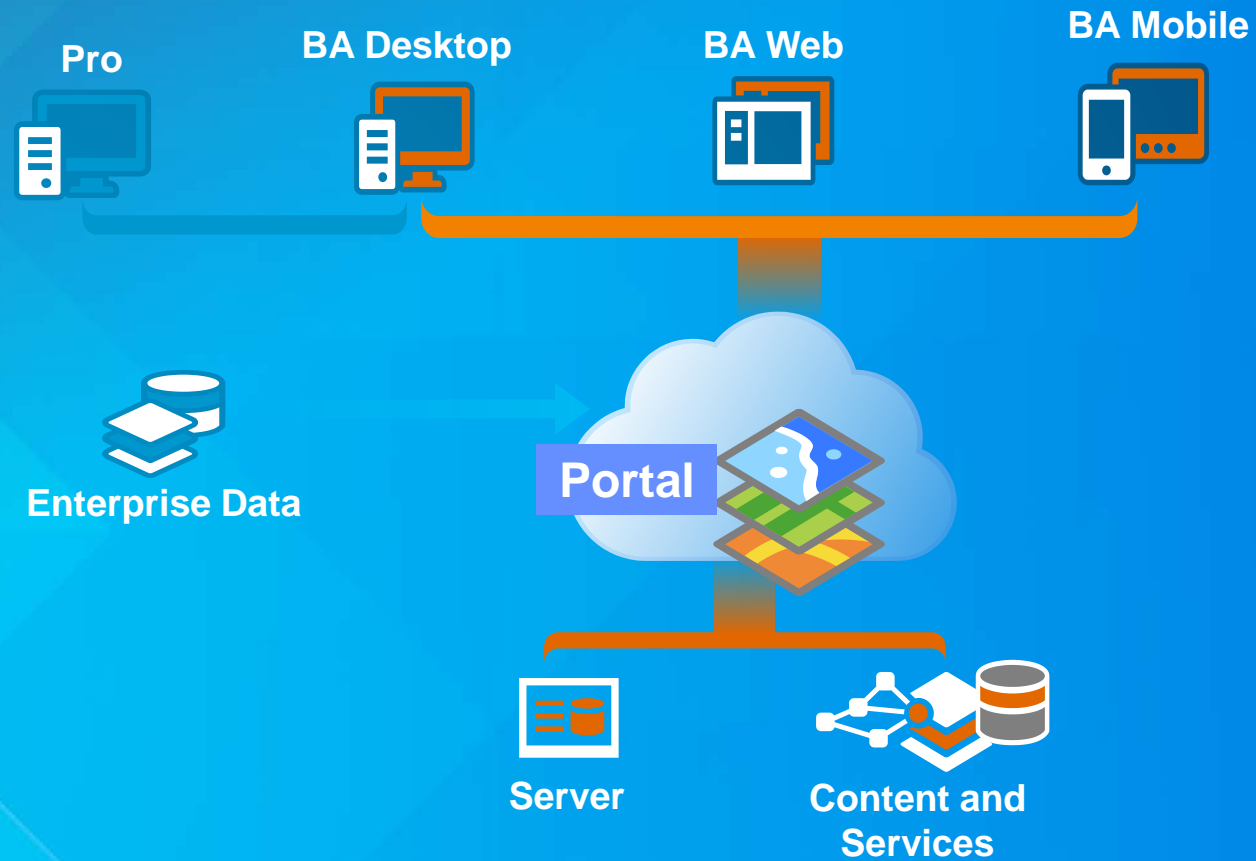 Pro
BA Desktop
BA Web
BA Mobile
Portal
Enterprise Data
Server
Content and
Services